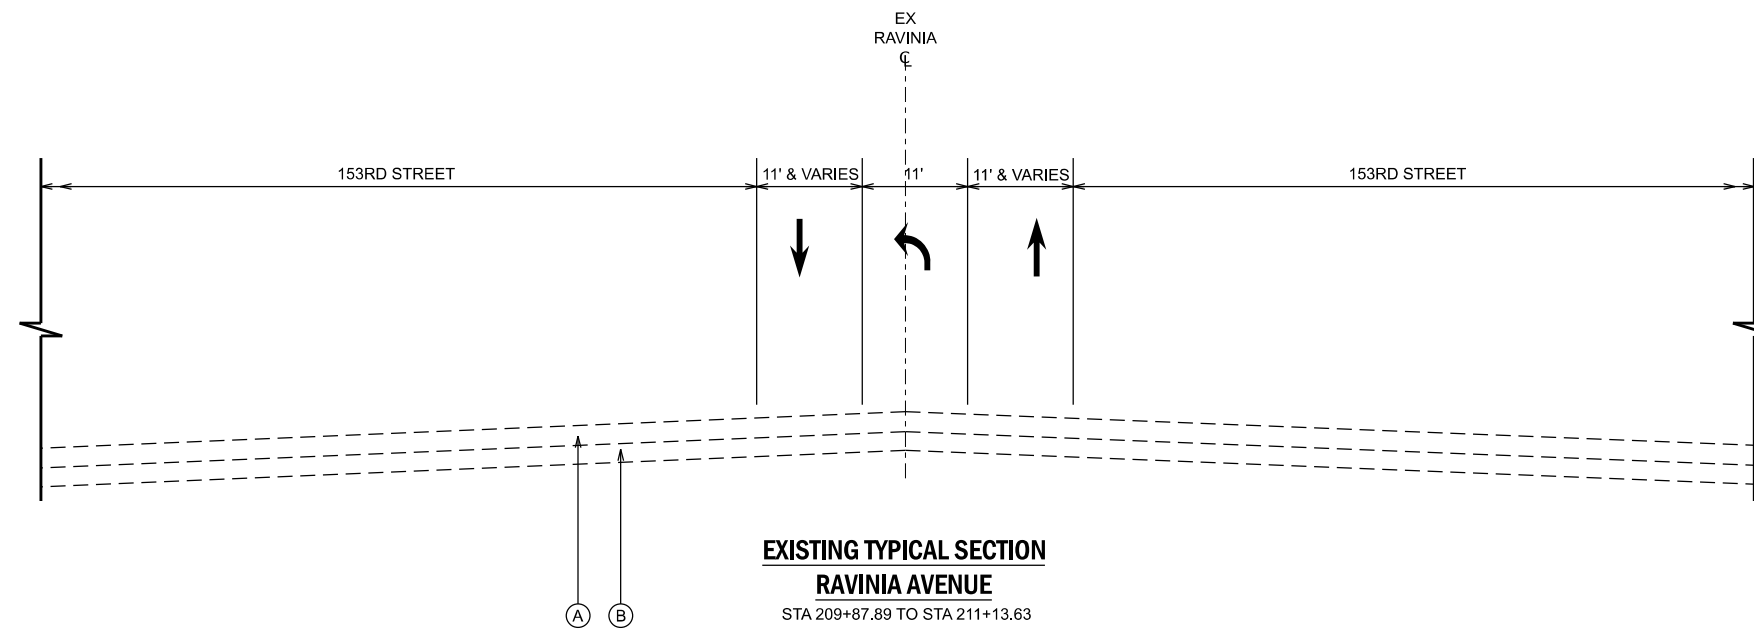 EX
RAVINIA
℄
153RD STREET 11' & VARIES 11' 11' & VARIES 153RD STREET
EXISTING TYPICAL SECTION
RAVINIA AVENUE
STA 209+87.89 TO STA 211+13.63
A B